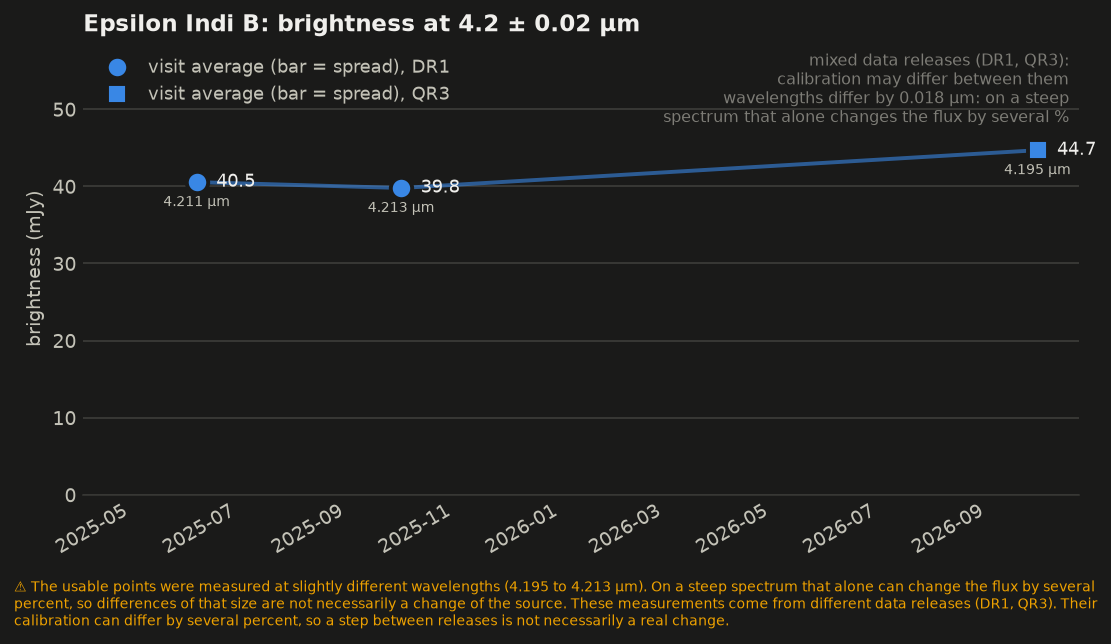 Epsilon Indi B: brightness at 4.2 ± 0.02 µm
visit average (bar = spread), DR1
visit average (bar = spread), QR3
mixed data releases (DR1, QR3):
calibration may differ between them
wavelengths differ by 0.018 µm: on a steep
spectrum that alone changes the flux by several %
brightness (mJy)
50
40
30
20
10
0
40.5
4.211 µm
39.8
4.213 µm
44.7
4.195 µm
2025-05
2025-07
2025-09
2025-11
2026-01
2026-03
2026-05
2026-07
2026-09
⚠ The usable points were measured at slightly different wavelengths (4.195 to 4.213 µm). On a steep spectrum that alone can change the flux by several
percent, so differences of that size are not necessarily a change of the source. These measurements come from different data releases (DR1, QR3). Their
calibration can differ by several percent, so a step between releases is not necessarily a real change.